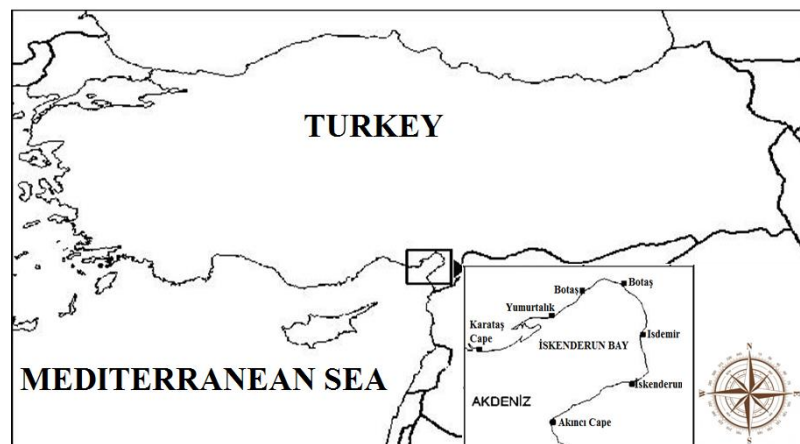 TURKEY
MEDITERRANEAN SEA
Botaş
Botaş
Yumurtalık
Karataş
Cape
Isdemir
İSKENDERUN BAY
İskenderun
AKDENİZ
Akıncı Cape
N
W
E
S